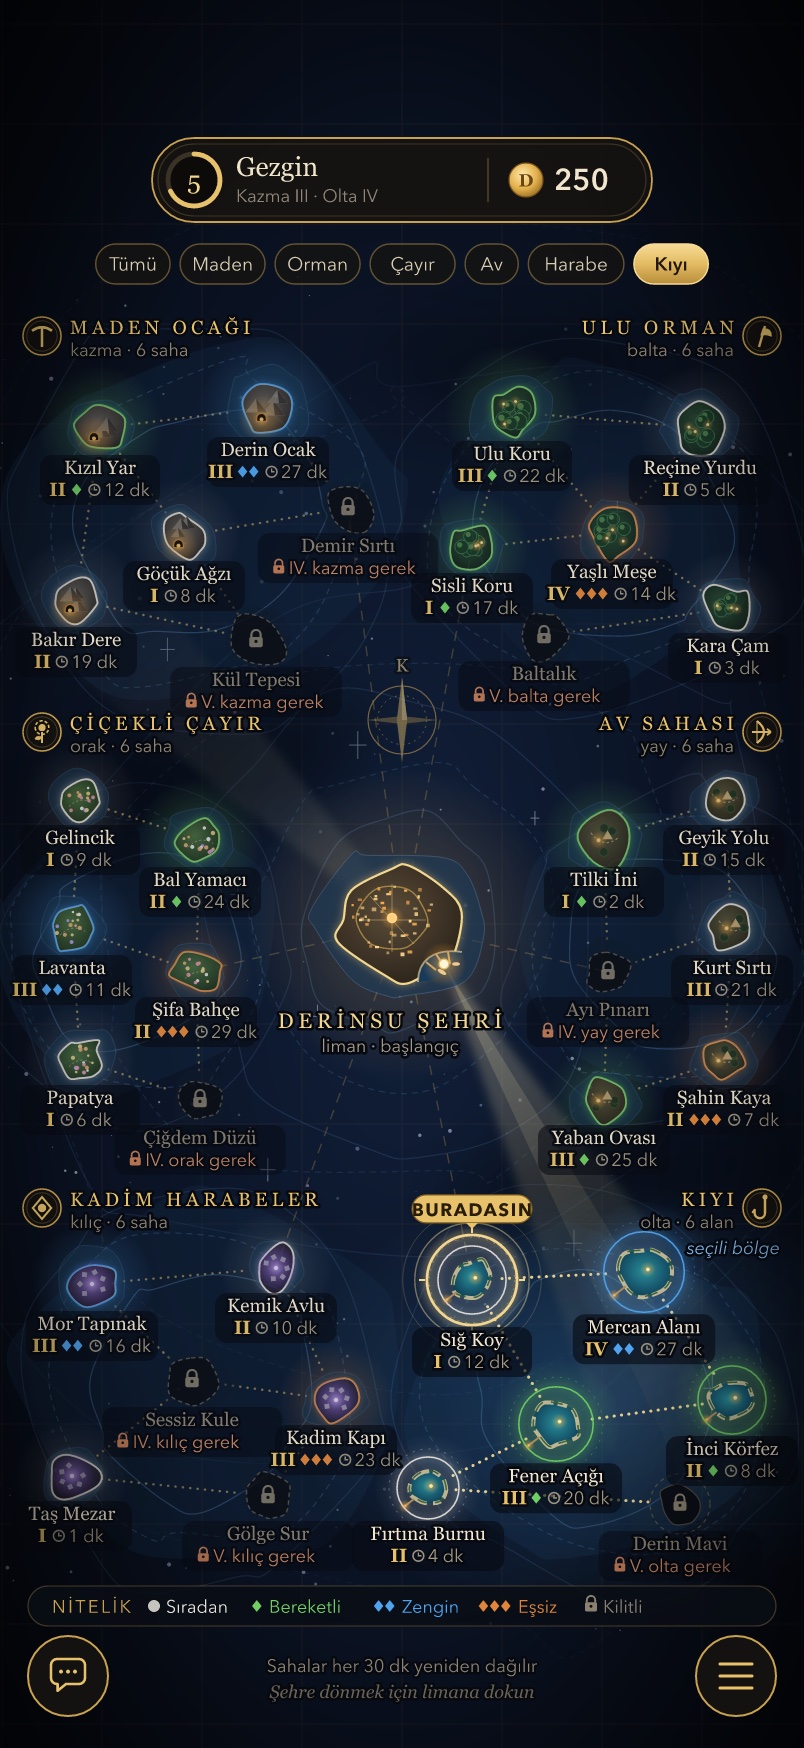 5
Gezgin
Kazma III · Olta IV
D 250
Tümü
Maden
Orman
Çayır
Av
Harabe
Kıyı
MADEN OCAĞI
kazma · 6 saha
ULU ORMAN
balta · 6 saha
Kızıl Yar
II 12 dk
Derin Ocak
III 27 dk
Ulu Koru
III 22 dk
Reçine Yurdu
II 5 dk
Göçük Ağzı
I 8 dk
Demir Sırtı
IV. kazma gerek
Sisli Koru
I 17 dk
Yaşlı Meşe
IV 14 dk
Bakır Dere
II 19 dk
Kül Tepesi
V. kazma gerek
Baltalık
V. balta gerek
Kara Çam
I 3 dk
K
ÇİÇEKLİ ÇAYIR
orak · 6 saha
AV SAHASI
yay · 6 saha
Gelincik
I 9 dk
Bal Yamacı
II 24 dk
Tilki İni
I 2 dk
Geyik Yolu
II 15 dk
Lavanta
III 11 dk
Şifa Bahçe
II 29 dk
DERİNSU ŞEHRİ
liman · başlangıç
Ayı Pınarı
IV. yay gerek
Kurt Sırtı
III 21 dk
Papatya
I 6 dk
Çiğdem Düzü
IV. orak gerek
Yaban Ovası
III 25 dk
Şahin Kaya
II 7 dk
KADİM HARABELER
kılıç · 6 saha
KIYI
olta · 6 alan
seçili bölge
BURADASIN
Mor Tapınak
III 16 dk
Kemik Avlu
II 10 dk
Sığ Koy
I 12 dk
Mercan Alanı
IV 27 dk
Sessiz Kule
IV. kılıç gerek
Kadim Kapı
III 23 dk
Fener Açığı
III 20 dk
İnci Körfez
II 8 dk
Taş Mezar
I 1 dk
Gölge Sur
V. kılıç gerek
Fırtına Burnu
II 4 dk
Derin Mavi
V. olta gerek
NİTELİK Sıradan Bereketli Zengin Eşsiz Kilitli
Sahalar her 30 dk yeniden dağılır
Şehre dönmek için limana dokun